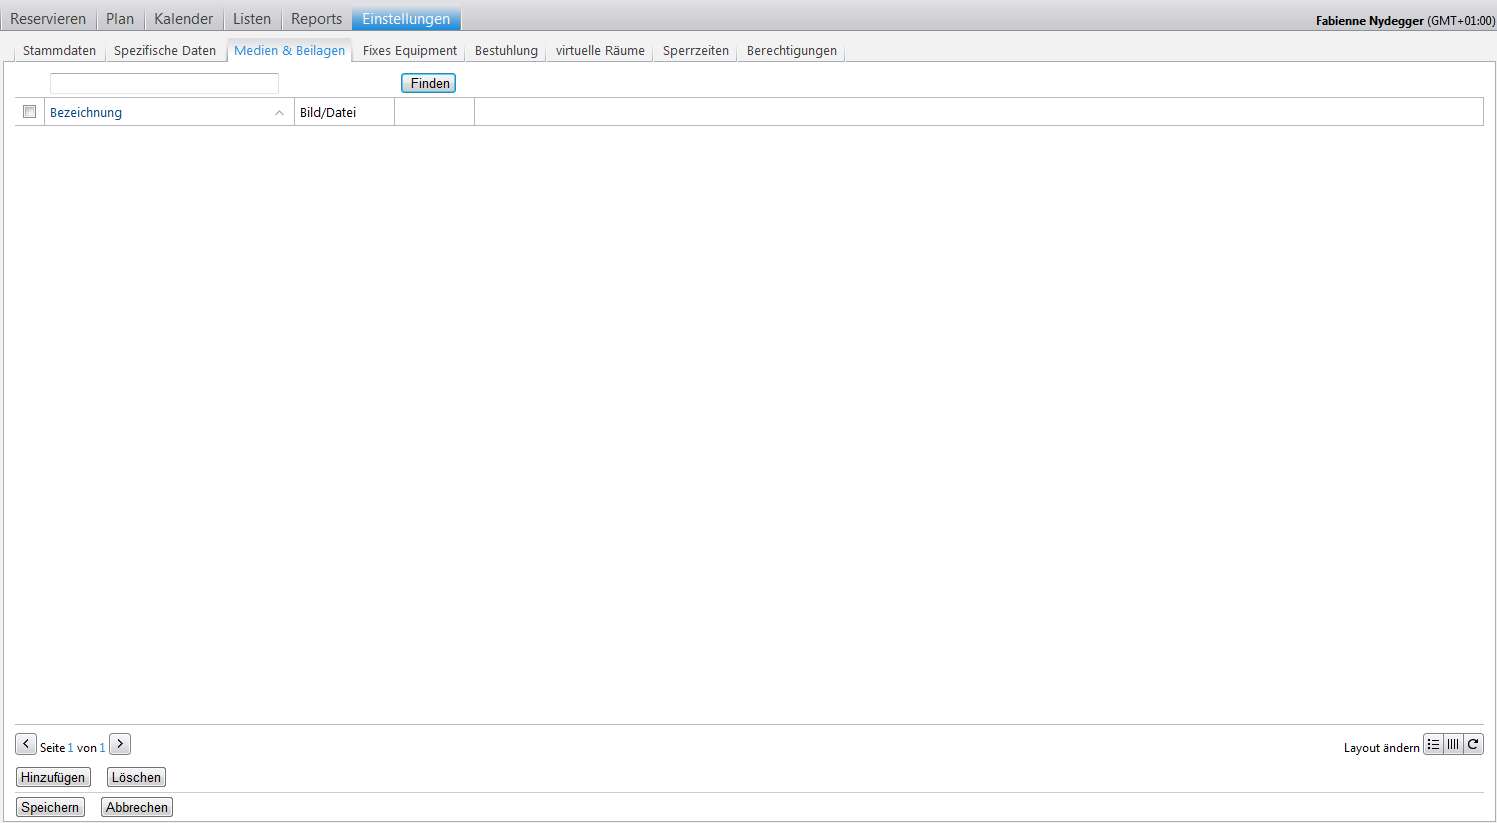 Reservieren Plan Kalender Listen Reports Einstellungen Fabienne Nydegger (GMT+01:00)
Stammdaten Spezifische Daten Medien & Beilagen Fixes Equipment Bestuhlung virtuelle Räume Sperrzeiten Berechtigungen
Finden
Bezeichnung Bild/Datei
Seite 1 von 1 Layout ändern
Hinzufügen Löschen
Speichern Abbrechen